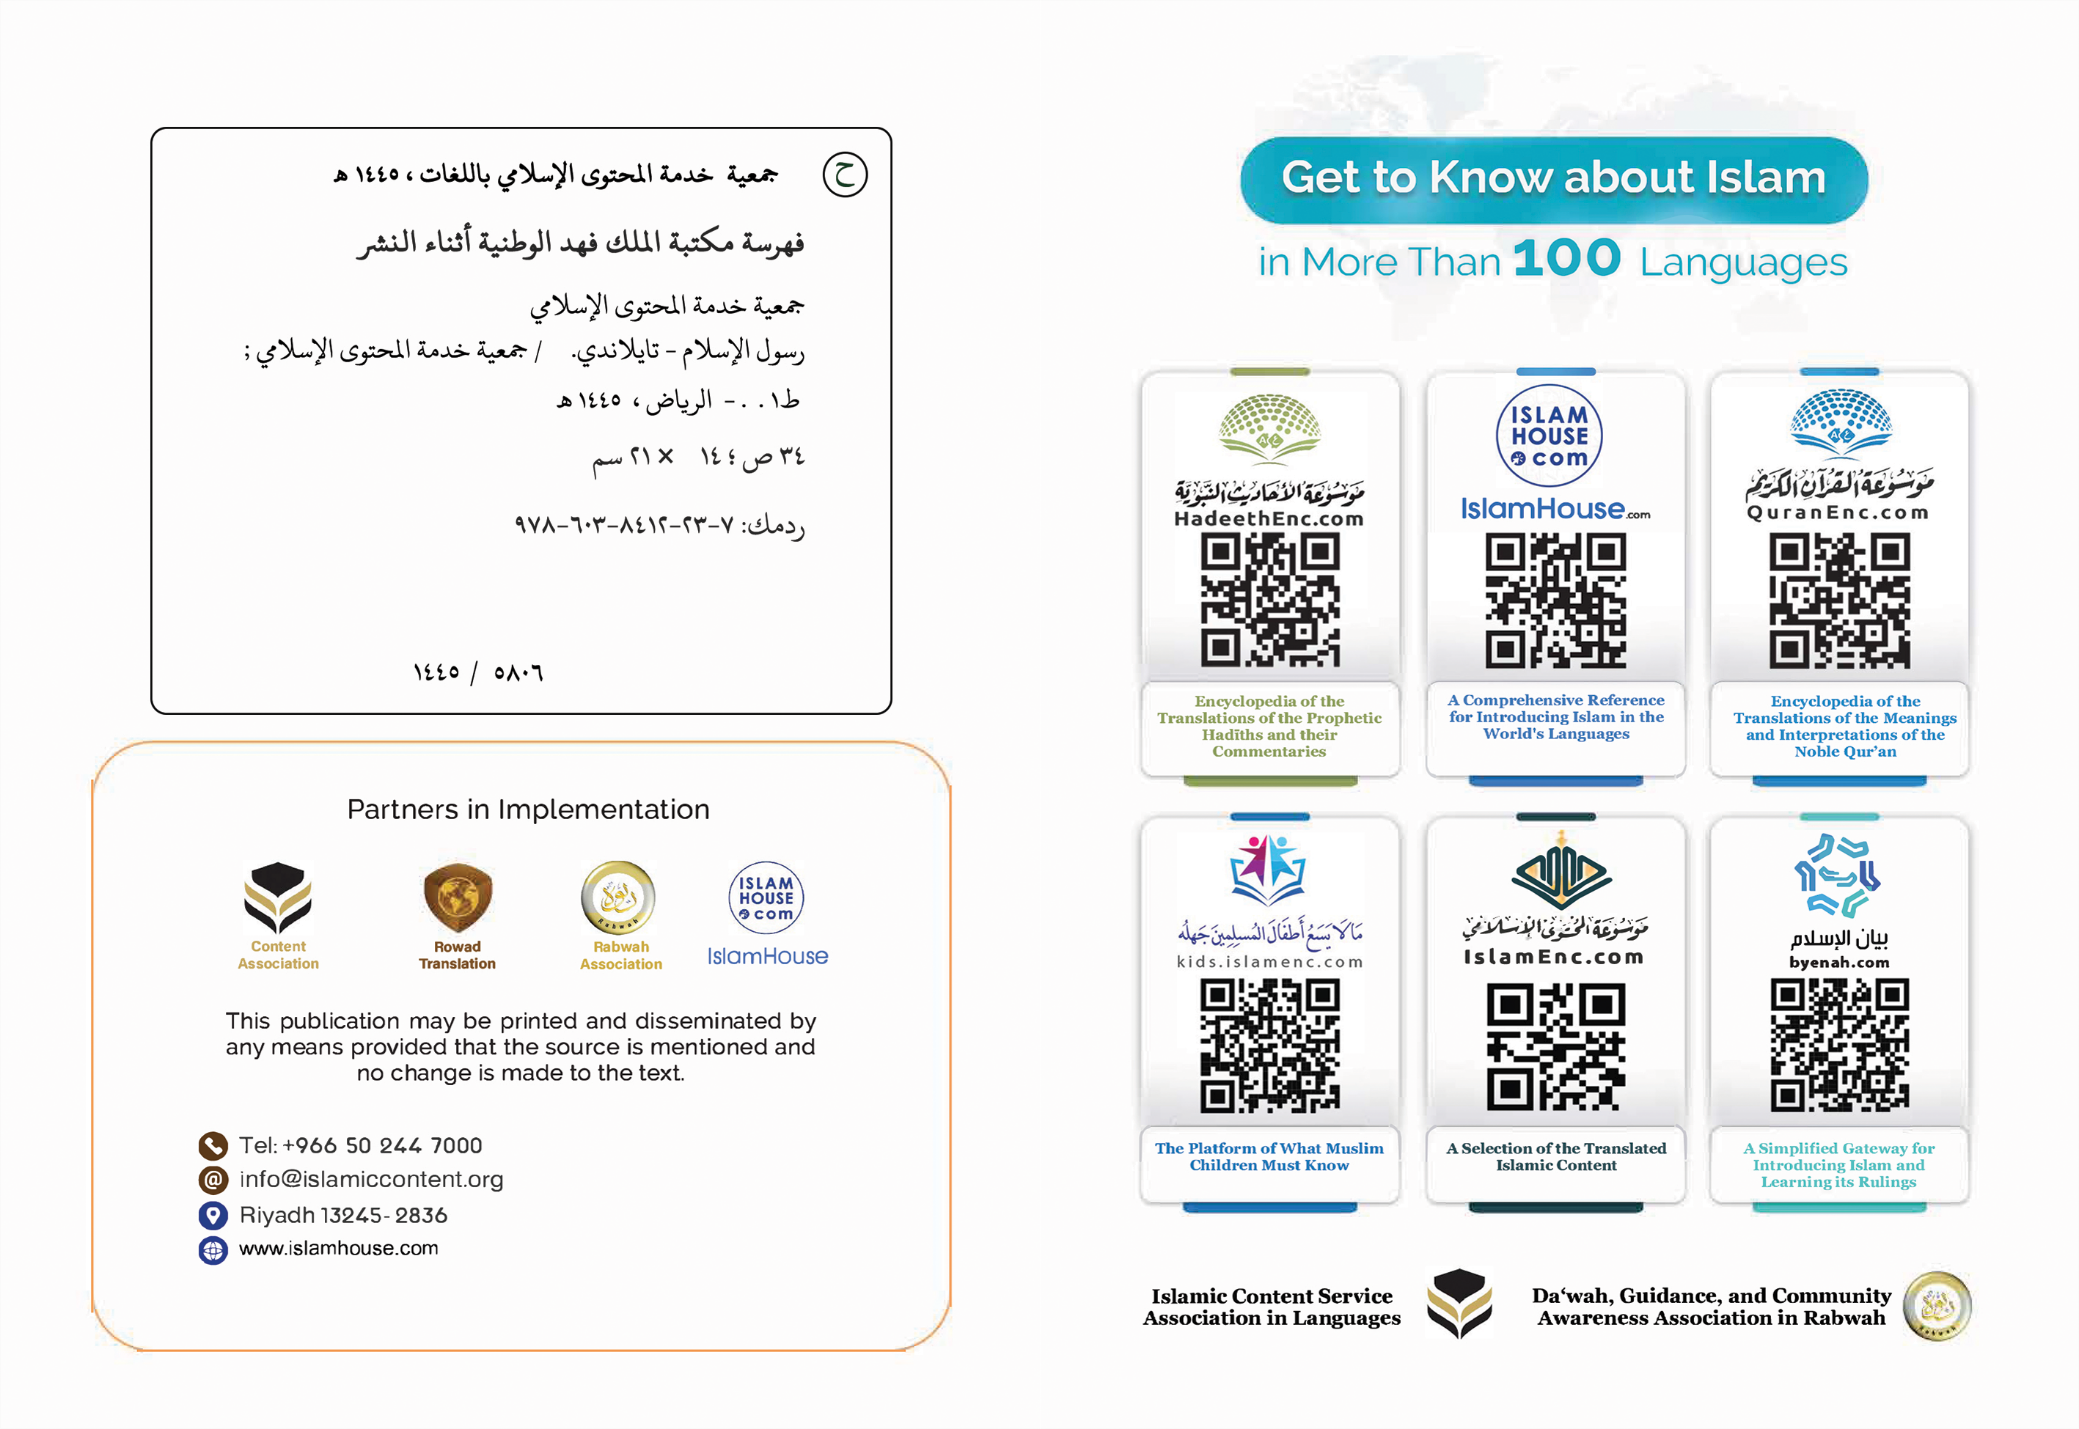 ح
جمعية خدمة المحتوى الإسلامي باللغات ، ١٤٤٥ هـ
فهرسة مكتبة الملك فهد الوطنية أثناء النشر
جمعية خدمة المحتوى الإسلامي
رسول الإسلام - تايلاندي. / جمعية خدمة المحتوى الإسلامي ;
ط١ . . - الرياض ، ١٤٤٥ هـ
٣٤ ص ؛ ١٤ × ٢١ سم
ردمك: ٧-٢٣-٨٤١٢-٦٠٣-٩٧٨
١٤٤٥ / ٥٨٠٦
Partners in Implementation
Content
Association
Rowad
Translation
Rabwah
Rabwah
Association
ISLAM
HOUSE
com
IslamHouse
This publication may be printed and disseminated by
any means provided that the source is mentioned and
no change is made to the text.
Tel: +966 50 244 7000
info@islamiccontent.org
Riyadh 13245- 2836
www.islamhouse.com
Get to Know about Islam
in More Than 100 Languages
موسوعة الأحاديث النبوية
HadeethEnc.com
Encyclopedia of the
Translations of the Prophetic
Hadīths and their
Commentaries
ISLAM
HOUSE
com
IslamHouse.com
A Comprehensive Reference
for Introducing Islam in the
World's Languages
موسوعة القرآن الكريم
QuranEnc.com
Encyclopedia of the
Translations of the Meanings
and Interpretations of the
Noble Qur’an
مَا لَا يَسَعُ أَطْفَالَ المُسْلِمِينَ جَهْلُه
kids.islamenc.com
The Platform of What Muslim
Children Must Know
موسوعة المحتوى الإسلامي
IslamEnc.com
A Selection of the Translated
Islamic Content
بيان الإسلام
byenah.com
A Simplified Gateway for
Introducing Islam and
Learning its Rulings
Islamic Content Service
Association in Languages
Da‘wah, Guidance, and Community
Awareness Association in Rabwah
Rabwah